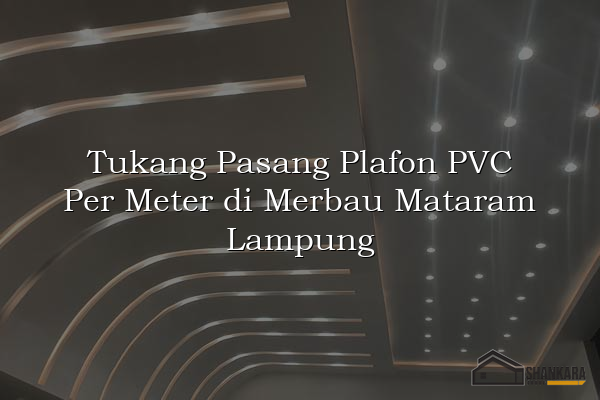 Tukang Pasang Plafon PVC
Per Meter di Merbau Mataram
Lampung
SHANKARA